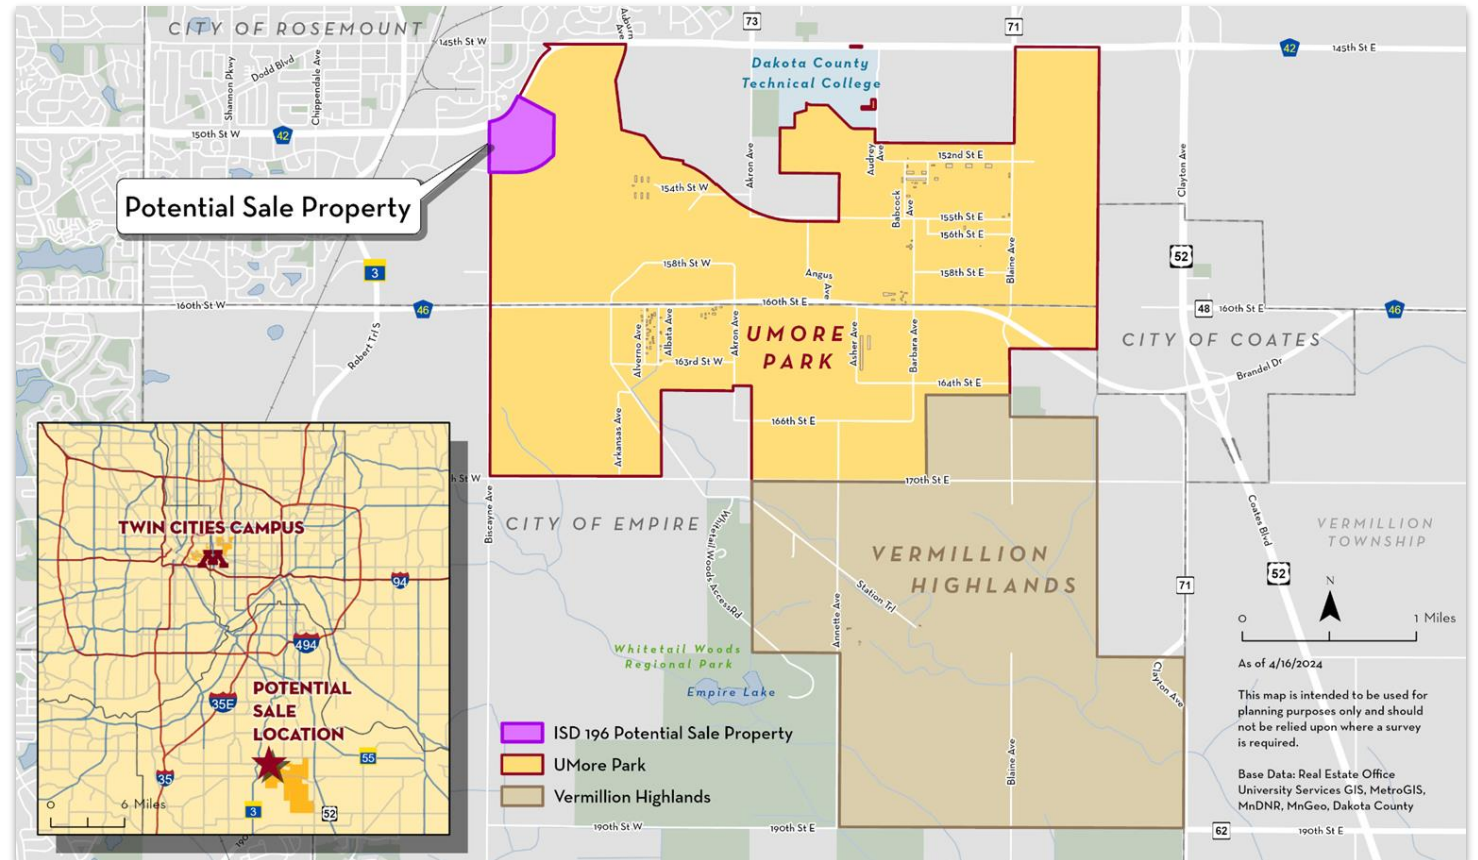 CITY OF ROSEMOUNT
145th St W
Auburn
Ave
73
71
42
145th St E
Shannon Pkwy
Dodd Blvd
Chippendale Ave
150th St W
42
Dakota County
Technical College
Akron Ave
Audrey
Ave
152nd St E
Clayton Ave
Potential Sale Property
154th St W
Babcock
Ave
155th St E
156th St E
Blaine Ave
52
3
158th St W
Angus
Ave
158th St E
160th St W
46
160th St E
48
160th St E
46
Robert Trl S
Alverno Ave
Albata Ave
Akron Ave
UMORE
PARK
Asher Ave
Barbara Ave
CITY OF COATES
163rd St W
Brandel Dr
164th St E
Arkansas Ave
166th St E
h St W
170th St E
Biscayne Ave
CITY OF EMPIRE
Whitetail Woods Access Rd
VERMILLION
HIGHLANDS
Coates Blvd
VERMILLION
TOWNSHIP
52
71
Station Trl
Annette Ave
N
0
1 Miles
Whitetail Woods
Regional Park
Empire Lake
Clayton Ave
As of 4/16/2024
This map is intended to be used for
planning purposes only and should
not be relied upon where a survey
is required.
Base Data: Real Estate Office
University Services GIS, MetroGIS,
MnDNR, MnGeo, Dakota County
Blaine Ave
ISD 196 Potential Sale Property
UMore Park
Vermillion Highlands
190th St W
190th St E
62
190th St E
TWIN CITIES CAMPUS
M
94
494
35E
POTENTIAL
SALE
LOCATION
55
35
0
6 Miles
3
52
190